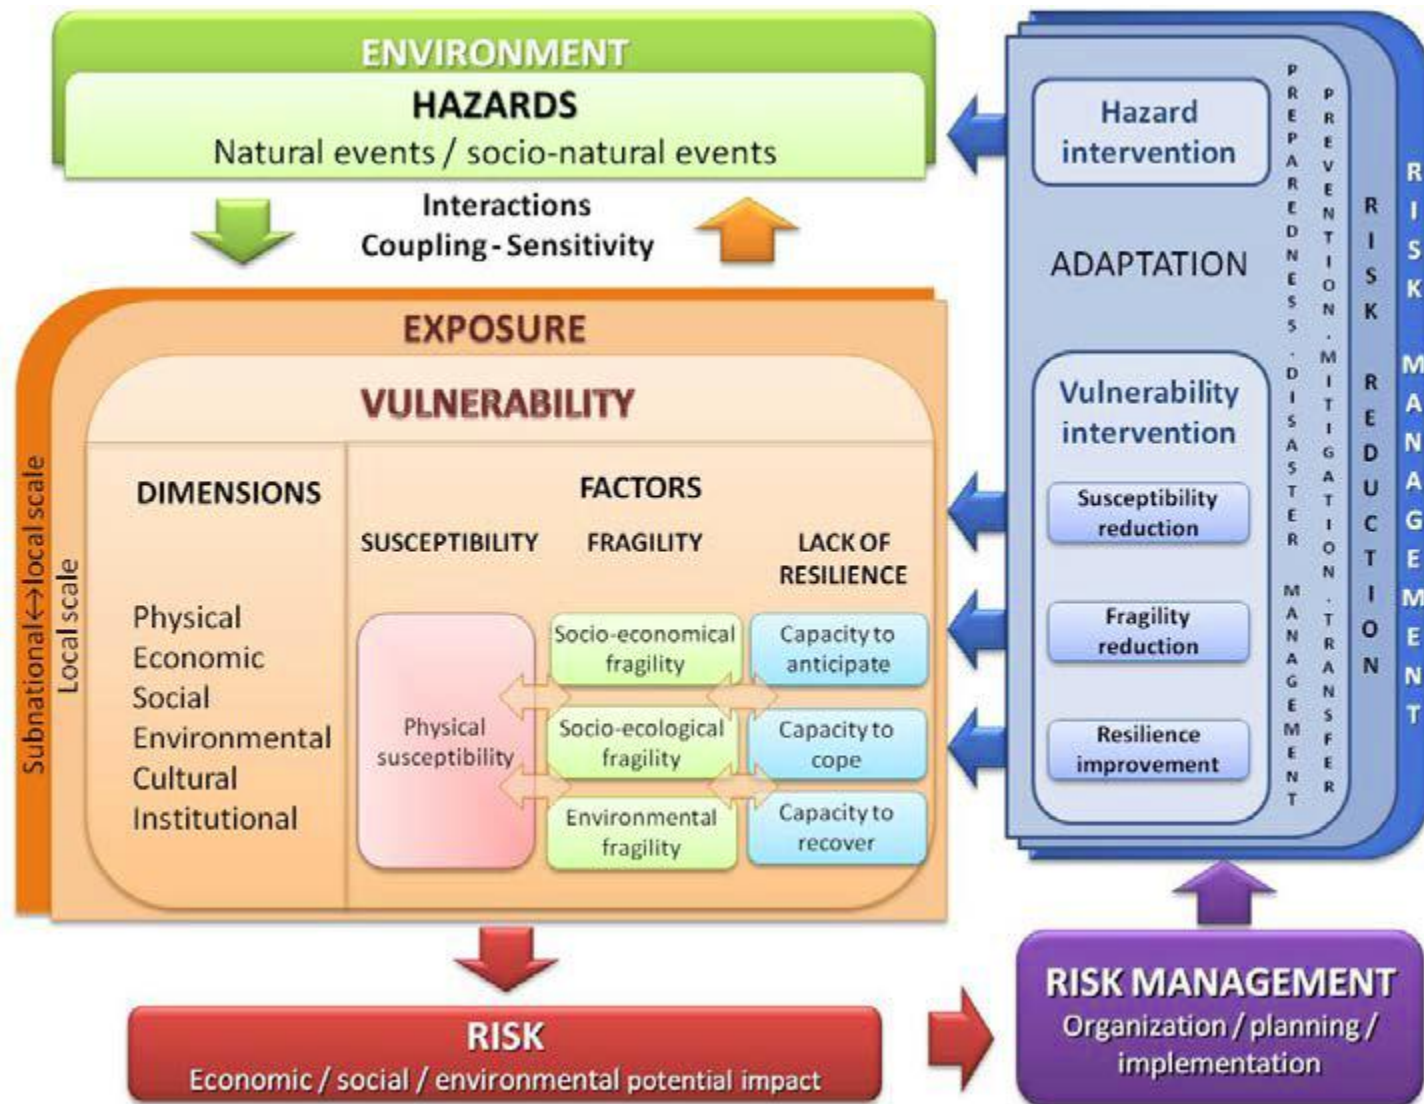 ENVIRONMENT
HAZARDS
Natural events / socio-natural events
Interactions
Coupling - Sensitivity
EXPOSURE
VULNERABILITY
Subnational↔local scale
Local scale
DIMENSIONS
Physical
Economic
Social
Environmental
Cultural
Institutional
FACTORS
SUSCEPTIBILITY
FRAGILITY
LACK OF
RESILIENCE
Physical
susceptibility
Socio-economical
fragility
Socio-ecological
fragility
Environmental
fragility
Capacity to
anticipate
Capacity to
cope
Capacity to
recover
Hazard
intervention
ADAPTATION
Vulnerability
intervention
Susceptibility
reduction
Fragility
reduction
Resilience
improvement
PREPAREDNESS. DISASTER MANAGEMENT
PREVENTION. MITIGATION. TRANSFER
RISK REDUCTION
RISK MANAGEMENT
RISK
Economic / social / environmental potential impact
RISK MANAGEMENT
Organization / planning /
implementation